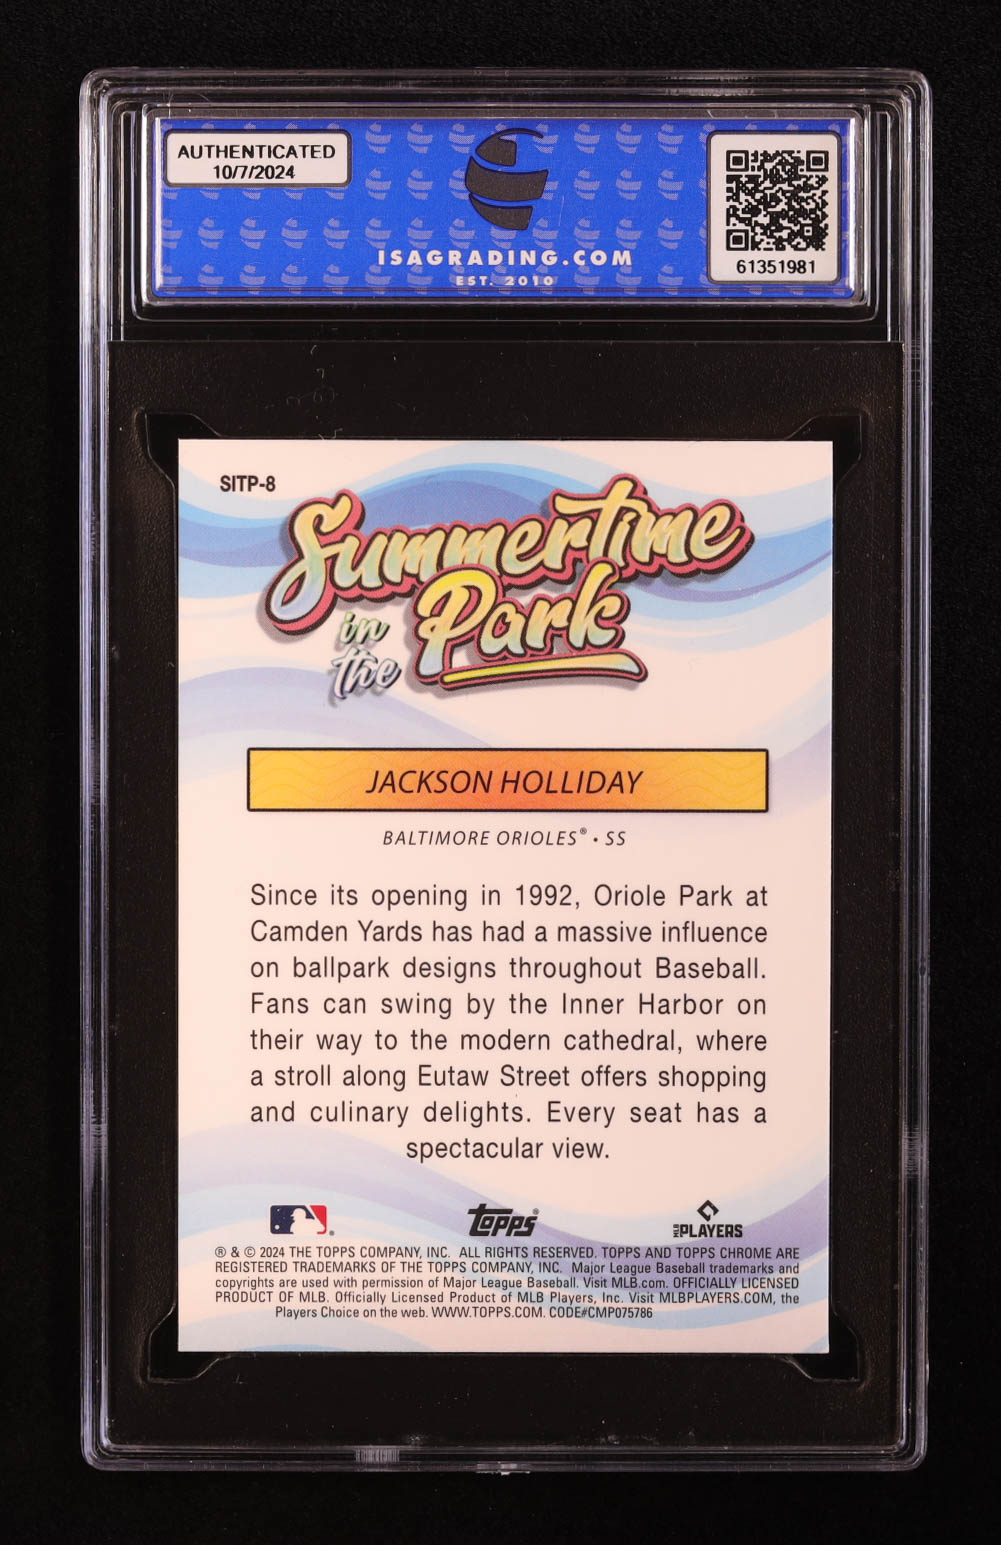 AUTHENTICATED
10/7/2024
ISAGRADING.COM
EST. 2010
61351981
SITP-8
Summertime
in the
Park
JACKSON HOLLIDAY
BALTIMORE ORIOLES® • SS
Since its opening in 1992, Oriole Park at
Camden Yards has had a massive influence
on ballpark designs throughout Baseball.
Fans can swing by the Inner Harbor on
their way to the modern cathedral, where
a stroll along Eutaw Street offers shopping
and culinary delights. Every seat has a
spectacular view.
topps®
MLB PLAYERS
® & © 2024 THE TOPPS COMPANY, INC. ALL RIGHTS RESERVED. TOPPS AND TOPPS CHROME ARE
REGISTERED TRADEMARKS OF THE TOPPS COMPANY, INC. Major League Baseball trademarks and
copyrights are used with permission of Major League Baseball. Visit MLB.com. OFFICIALLY LICENSED
PRODUCT OF MLB. Officially Licensed Product of MLB Players, Inc. Visit MLBPLAYERS.COM, the
Players Choice on the web. WWW.TOPPS.COM. CODE#CMP075786